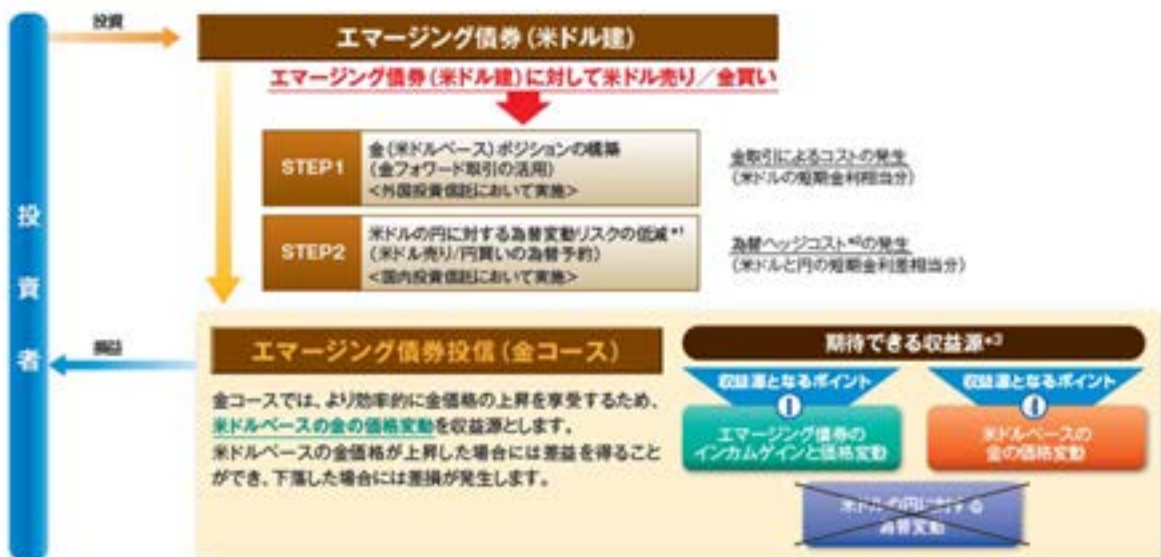 投資
エマージング債券(米ドル建)
エマージング債券(米ドル建)に対して米ドル売り/金買い
STEP1
金(米ドルベース)ポジションの構築
(金フォワード取引の活用)
<外国投資信託において実施>
金取引によるコストの発生
(米ドルの短期金利相当分)
STEP2
米ドルの円に対する為替変動リスクの低減*1
(米ドル売り/円買いの為替予約)
<国内投資信託において実施>
為替ヘッジコスト*2の発生
(米ドルと円の短期金利差相当分)
投資者
損益
エマージング債券投信(金コース)
金コースでは、より効率的に金価格の上昇を享受するため、
米ドルベースの金の価格変動を収益源とします。
米ドルベースの金価格が上昇した場合には差益を得ること
ができ、下落した場合には差損が発生します。
期待できる収益源*3
収益源となるポイント
エマージング債券の
インカムゲインと価格変動
収益源となるポイント
米ドルベースの
金の価格変動
米ドルの円に対する
為替変動